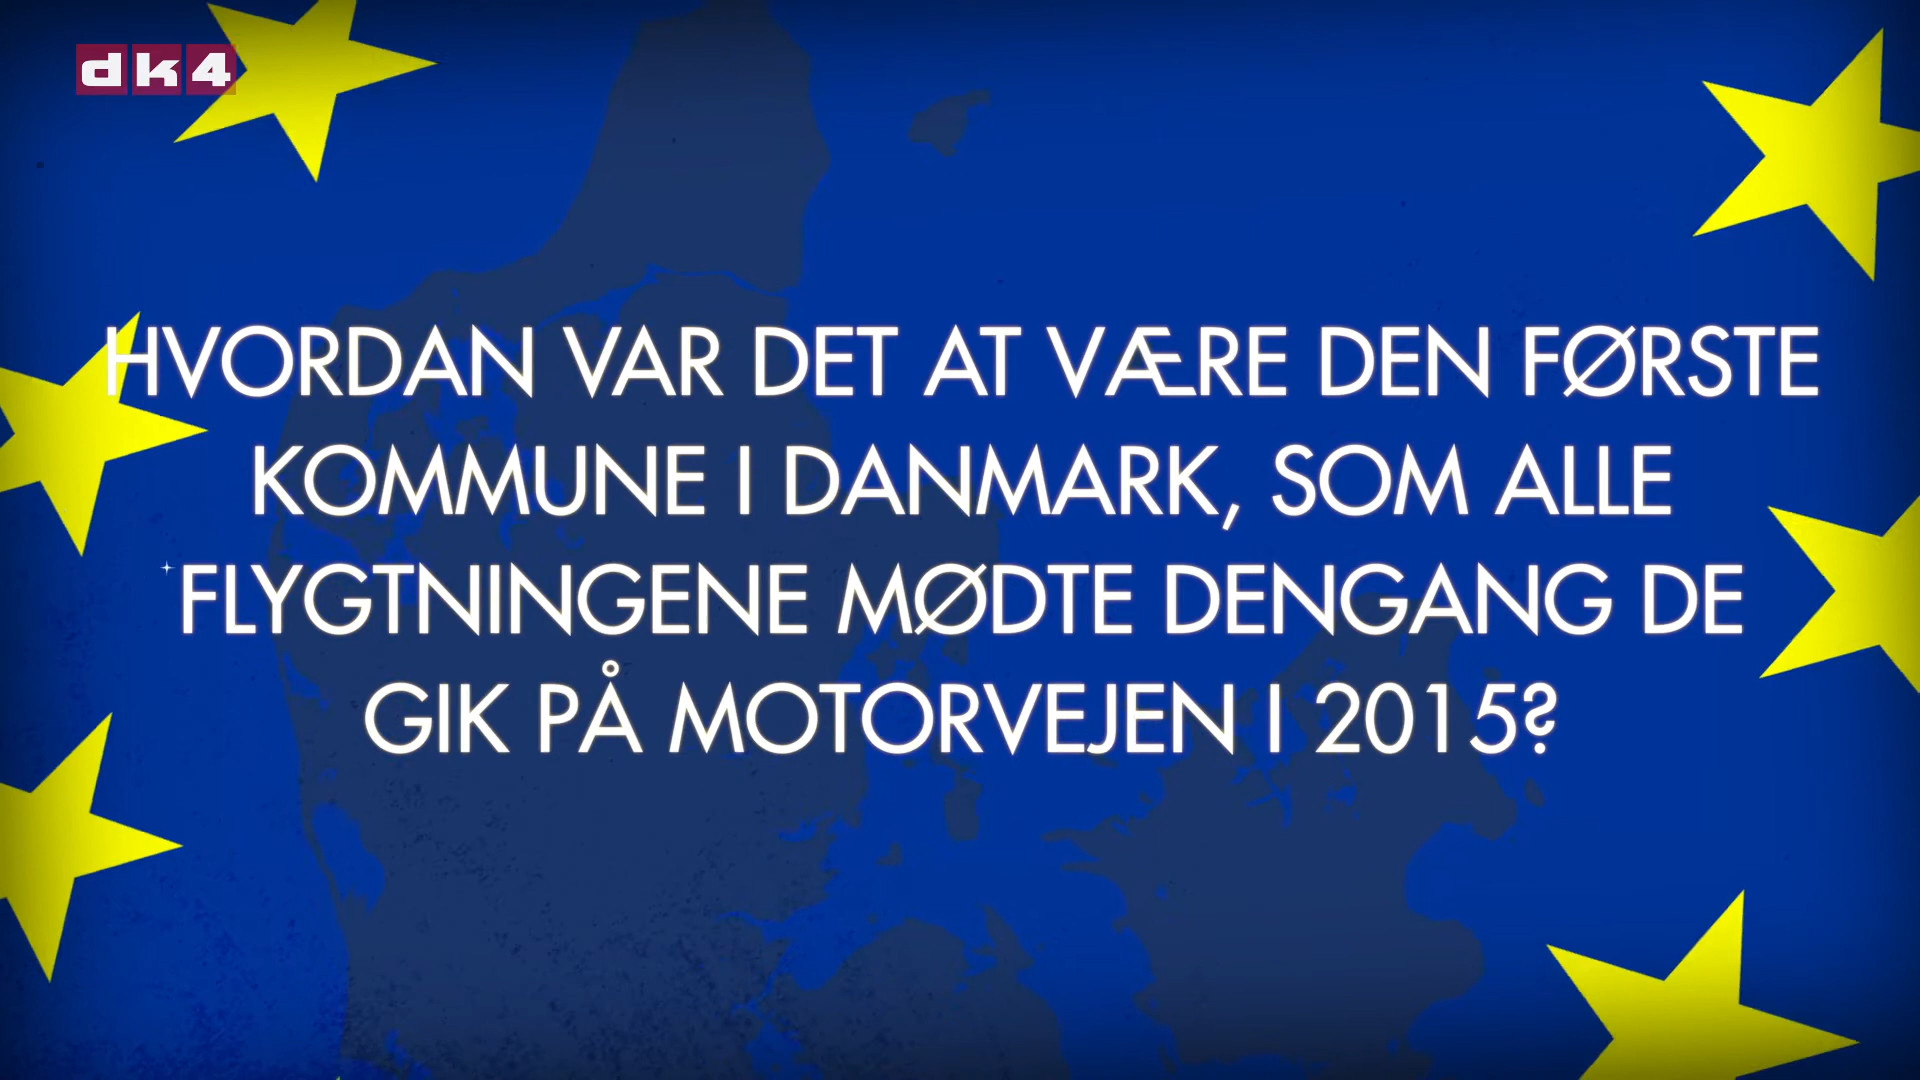 dk4
HVORDAN VAR DET AT VÆRE DEN FØRSTE
KOMMUNE I DANMARK, SOM ALLE
FLYGTNINGENE MØDTE DENGANG DE
GIK PÅ MOTORVEJEN I 2015?